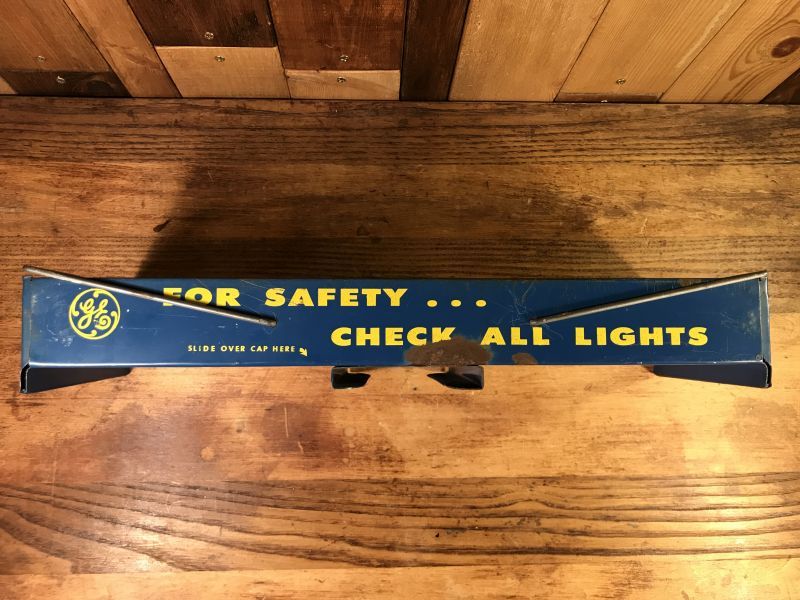 GE
FOR SAFETY . . .
CHECK ALL LIGHTS
SLIDE OVER CAP HERE